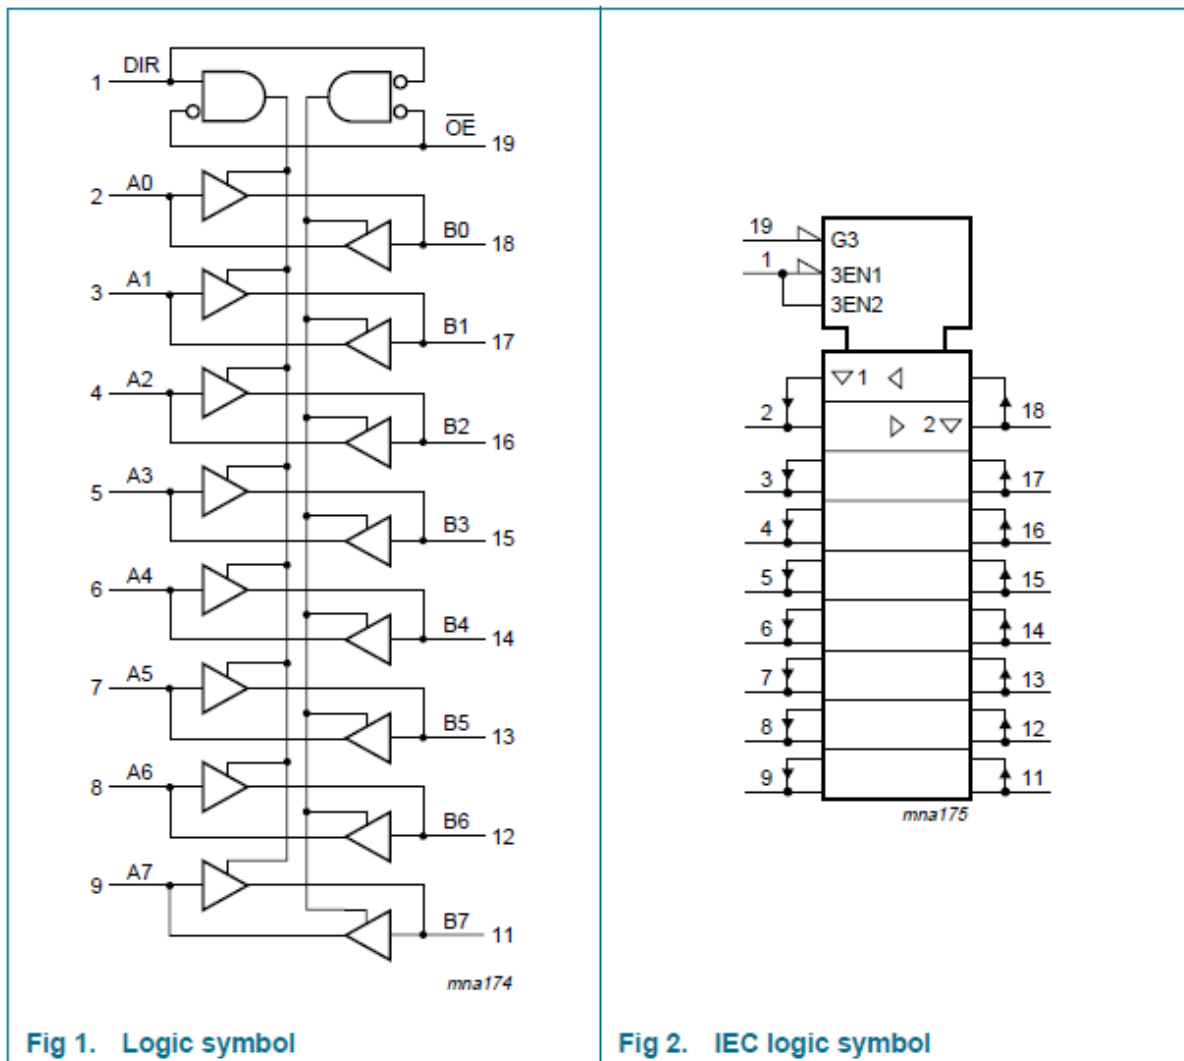 DIR
1
OE
19
A0
2
B0
18
A1
3
B1
17
A2
4
B2
16
A3
5
B3
15
A4
6
B4
14
A5
7
B5
13
A6
8
B6
12
A7
9
B7
11
mna174
Fig 1. Logic symbol
19
G3
1
3EN1
3EN2
1
2
18
2
3
17
4
16
5
15
6
14
7
13
8
12
9
11
mna175
Fig 2. IEC logic symbol